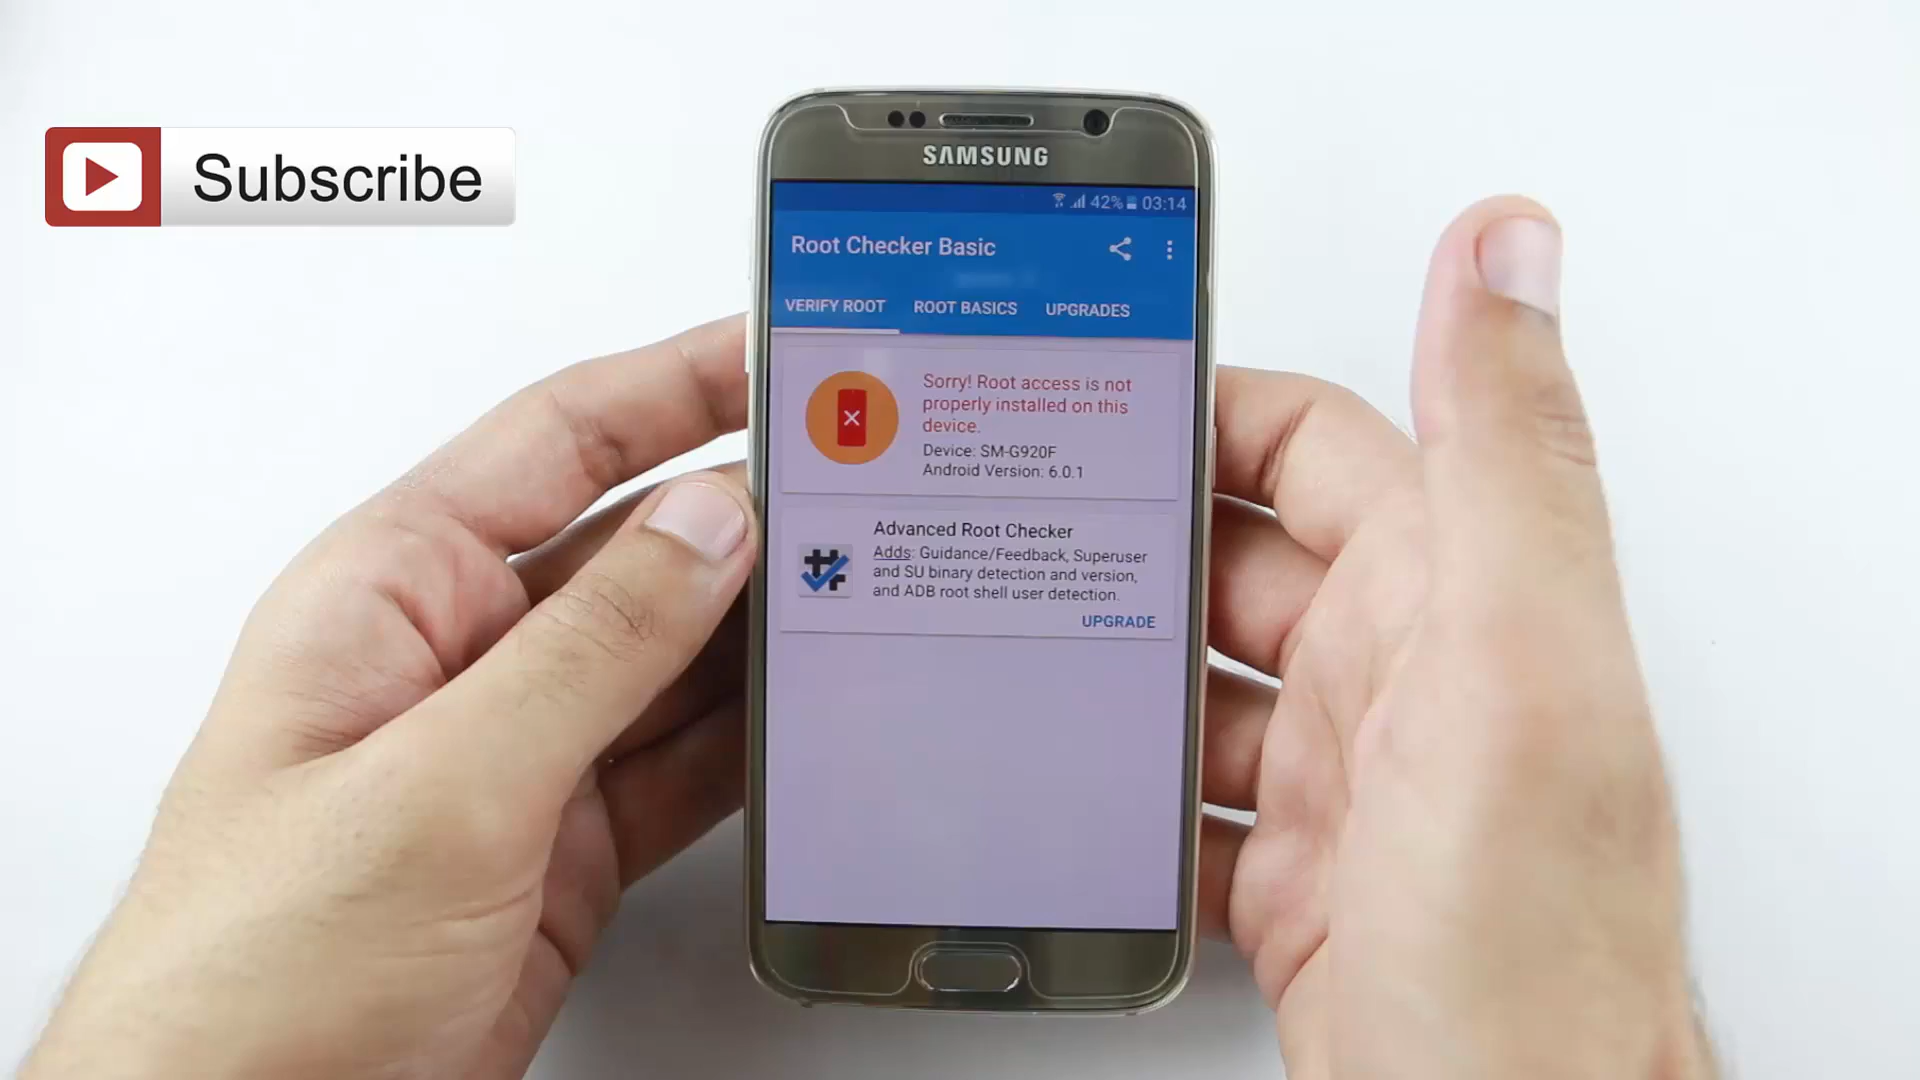 Subscribe
SAMSUNG
42% 03:14
Root Checker Basic
VERIFY ROOT ROOT BASICS UPGRADES
Sorry! Root access is not
properly installed on this
device.
Device: SM-G920F
Android Version: 6.0.1
Advanced Root Checker
Adds: Guidance/Feedback, Superuser
and SU binary detection and version,
and ADB root shell user detection.
UPGRADE